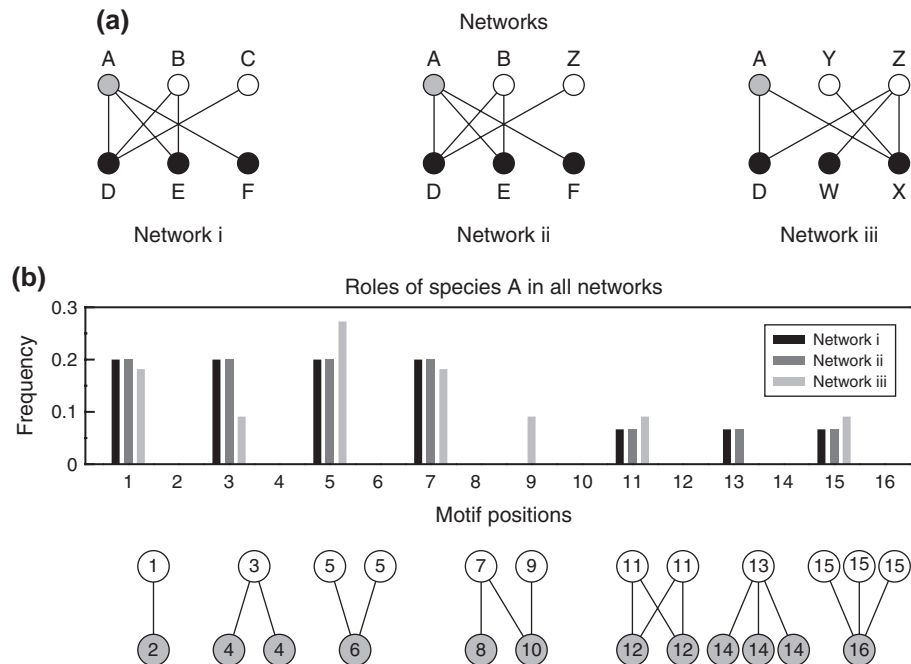 (a)
Networks
A B C
D E F
Network i
A B Z
D E F
Network ii
A Y Z
D W X
Network iii
(b)
Roles of species A in all networks
Frequency
0.3
0.2
0.1
0
Network i
Network ii
Network iii
1 2 3 4 5 6 7 8 9 10 11 12 13 14 15 16
Motif positions
1 3 5 5 7 9 11 11 13 15 15 15
2 4 4 6 8 10 12 12 14 14 14 16